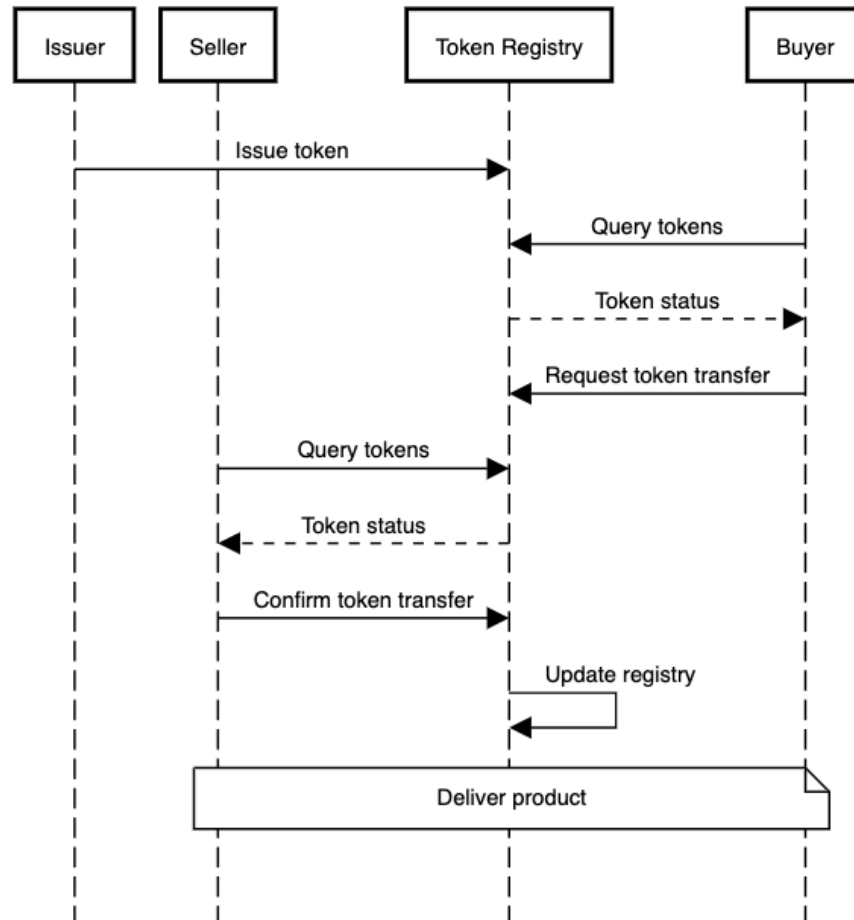 Issuer
Seller
Token Registry
Buyer
Issue token
Query tokens
Token status
Request token transfer
Query tokens
Token status
Confirm token transfer
Update registry
Deliver product